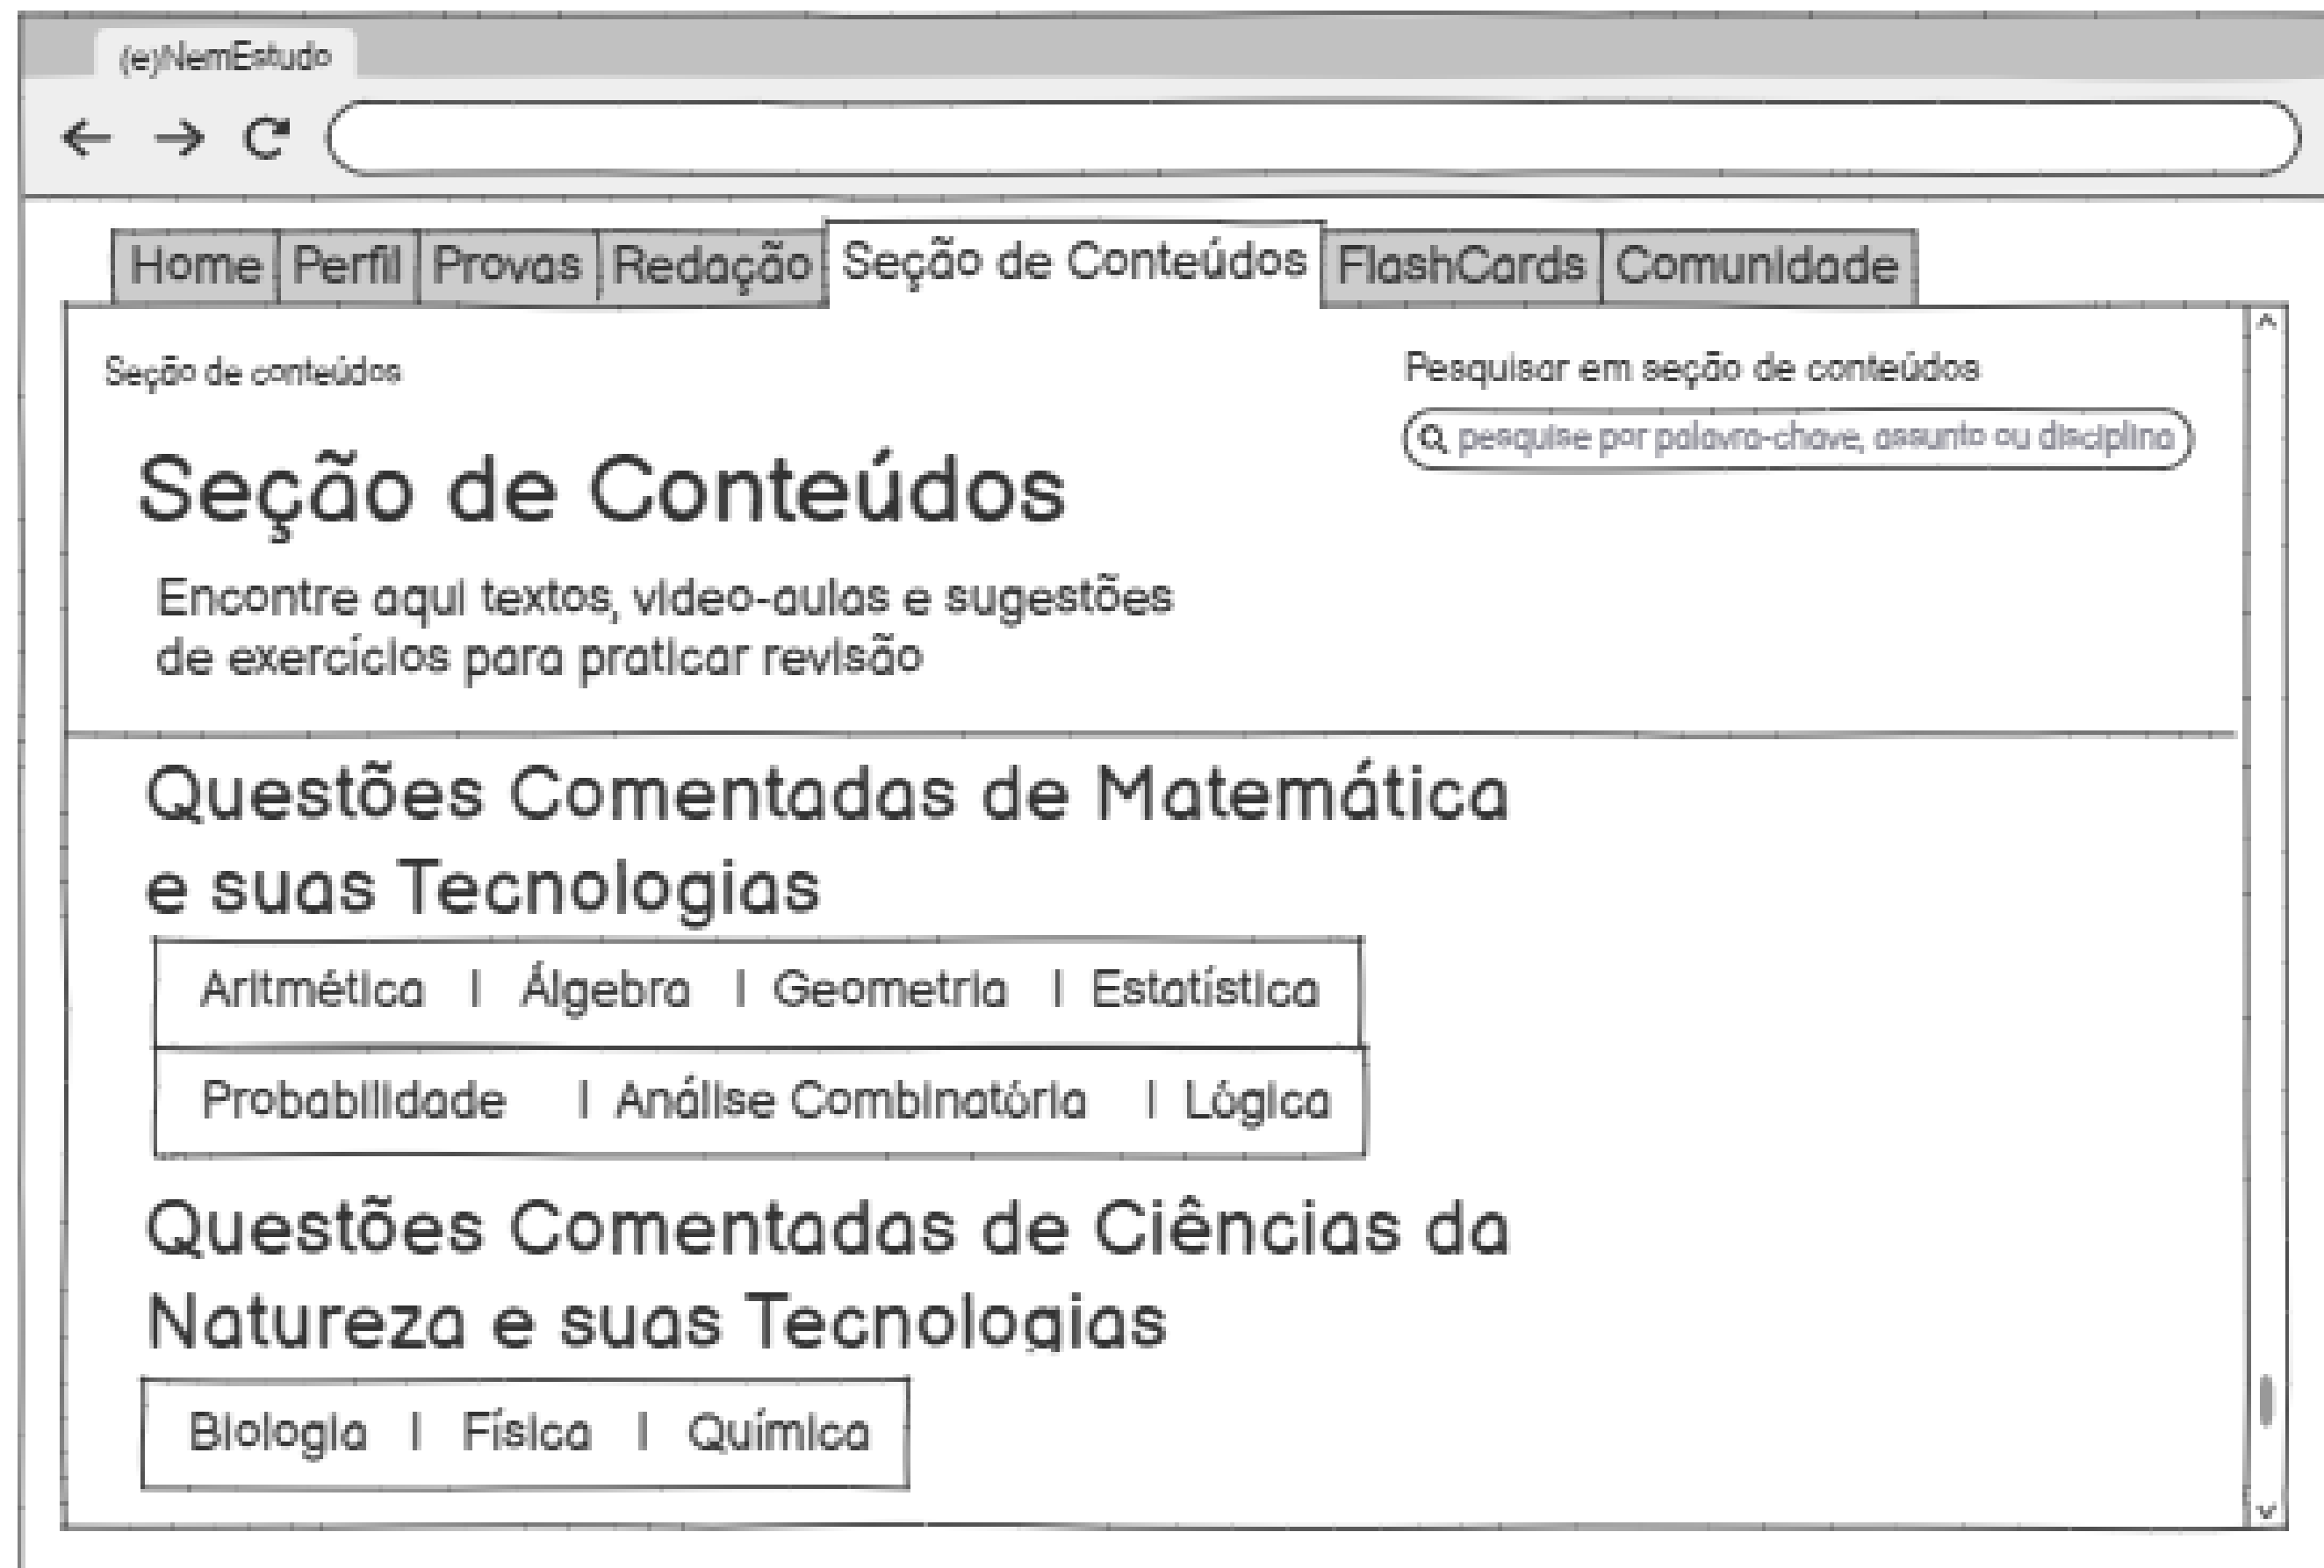 (e)NemEstudo
Home Perfil Provas Redação Seção de Conteúdos FlashCards Comunidade
Seção de conteúdos
Pesquisar em seção de conteúdos
pesquise por palavra-chave, assunto ou disciplina
Seção de Conteúdos
Encontre aqui textos, video-aulas e sugestões
de exercícios para praticar revisão
Questões Comentadas de Matemática
e suas Tecnologias
Aritmética | Álgebra | Geometria | Estatística
Probabilidade | Análise Combinatória | Lógica
Questões Comentadas de Ciências da
Natureza e suas Tecnologias
Biologia | Física | Química